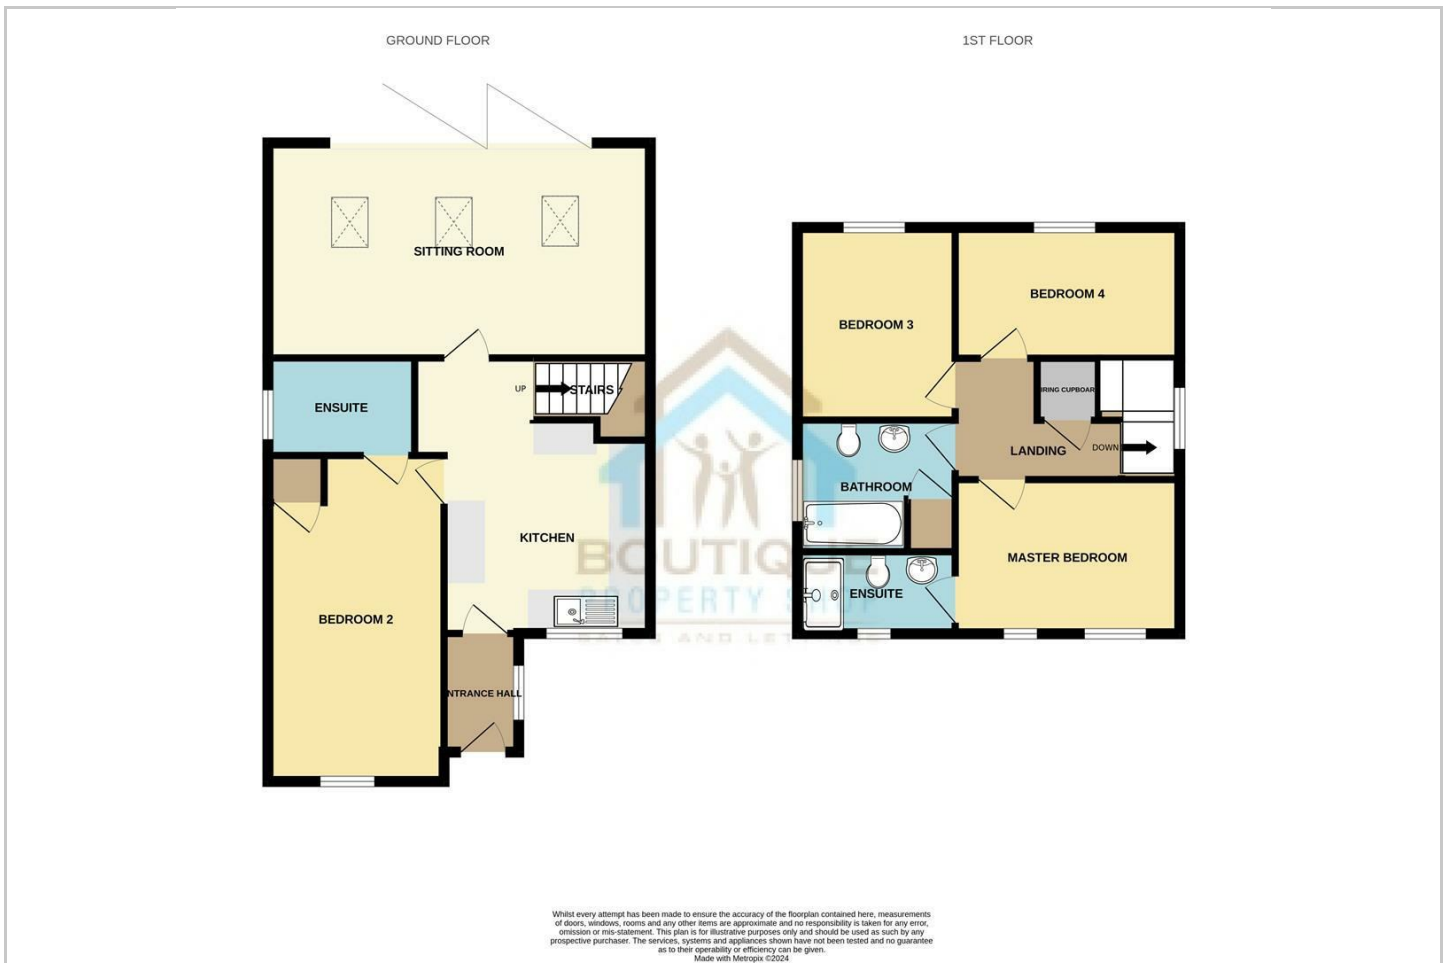 GROUND FLOOR
1ST FLOOR
SITTING ROOM
BEDROOM 4
BEDROOM 3
UP
STAIRS
IRING CUPBOAR
ENSUITE
LANDING
DOWN
BATHROOM
KITCHEN
MASTER BEDROOM
BOUTIQUE
PROPERTY SHOP
SALES AND LETTINGS
ENSUITE
BEDROOM 2
NTRANCE HALL
Whilst every attempt has been made to ensure the accuracy of the floorplan contained here, measurements
of doors, windows, rooms and any other items are approximate and no responsibility is taken for any error,
omission or mis-statement. This plan is for illustrative purposes only and should be used as such by any
prospective purchaser. The services, systems and appliances shown have not been tested and no guarantee
as to their operability or efficiency can be given.
Made with Metropix ©2024